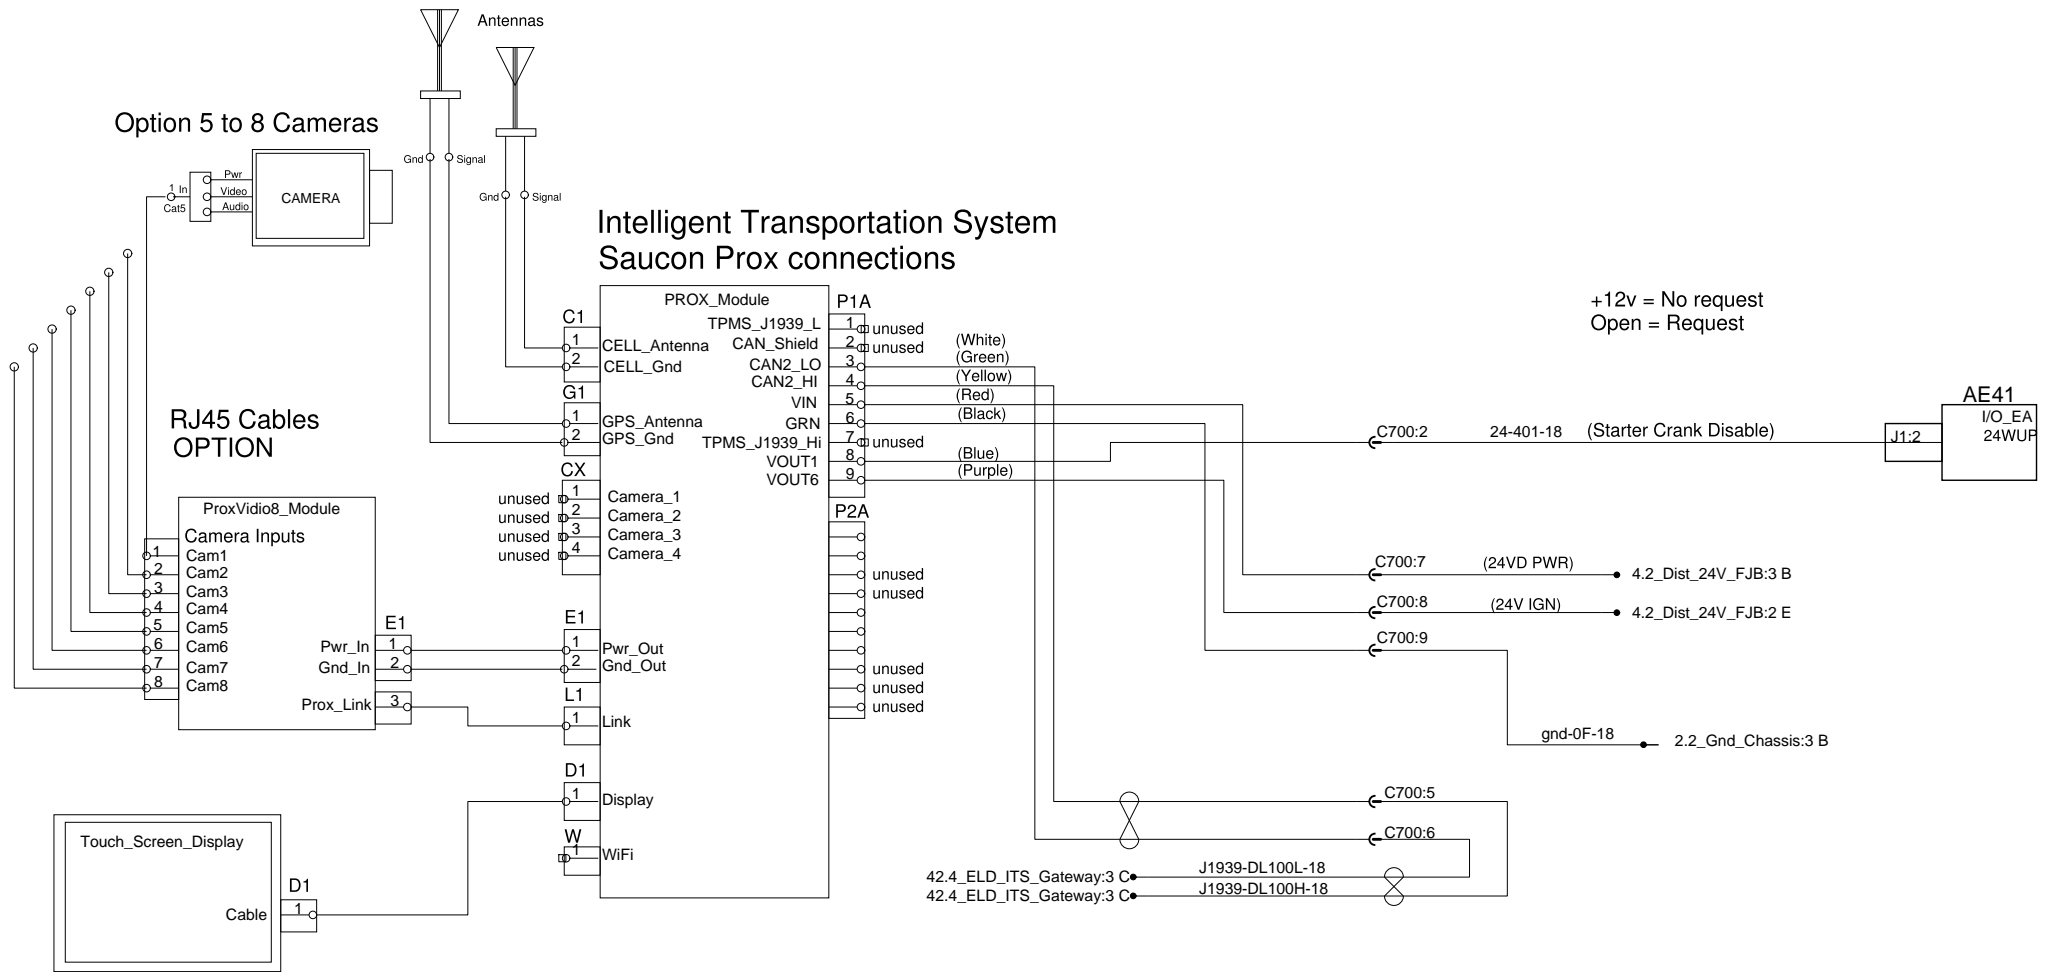 Antennas
Option 5 to 8 Cameras
Gnd
Signal
Gnd
Signal
1 In
Cat5
Pwr
Video
Audio
CAMERA
Intelligent Transportation System
Saucon Prox connections
+12v = No request
Open = Request
RJ45 Cables
OPTION
PROX_Module
C1
1 CELL_Antenna
2 CELL_Gnd
G1
1 GPS_Antenna
2 GPS_Gnd
CX
unused 1 Camera_1
unused 2 Camera_2
unused 3 Camera_3
unused 4 Camera_4
E1
1 Pwr_Out
2 Gnd_Out
L1
1 Link
D1
1 Display
W
1 WiFi
P1A
TPMS_J1939_L 1 unused
CAN_Shield 2 unused
(White)
CAN2_LO 3 (Green)
CAN2_HI 4 (Yellow)
VIN 5 (Red)
GRN 6 (Black)
TPMS_J1939_Hi 7 unused
VOUT1 8 (Blue)
VOUT6 9 (Purple)
P2A
unused
unused
unused
unused
unused
C700:2 24-401-18 (Starter Crank Disable)
AE41
I/O_EA
24WUP
J1:2
C700:7 (24VD PWR) 4.2_Dist_24V_FJB:3 B
C700:8 (24V IGN) 4.2_Dist_24V_FJB:2 E
C700:9
gnd-0F-18 2.2_Gnd_Chassis:3 B
C700:5
C700:6
42.4_ELD_ITS_Gateway:3 C J1939-DL100L-18
42.4_ELD_ITS_Gateway:3 C J1939-DL100H-18
ProxVidio8_Module
Camera Inputs
1 Cam1
2 Cam2
3 Cam3
4 Cam4
5 Cam5
6 Cam6
7 Cam7
8 Cam8
E1
Pwr_In 1
Gnd_In 2
Prox_Link 3
Touch_Screen_Display
D1
Cable 1